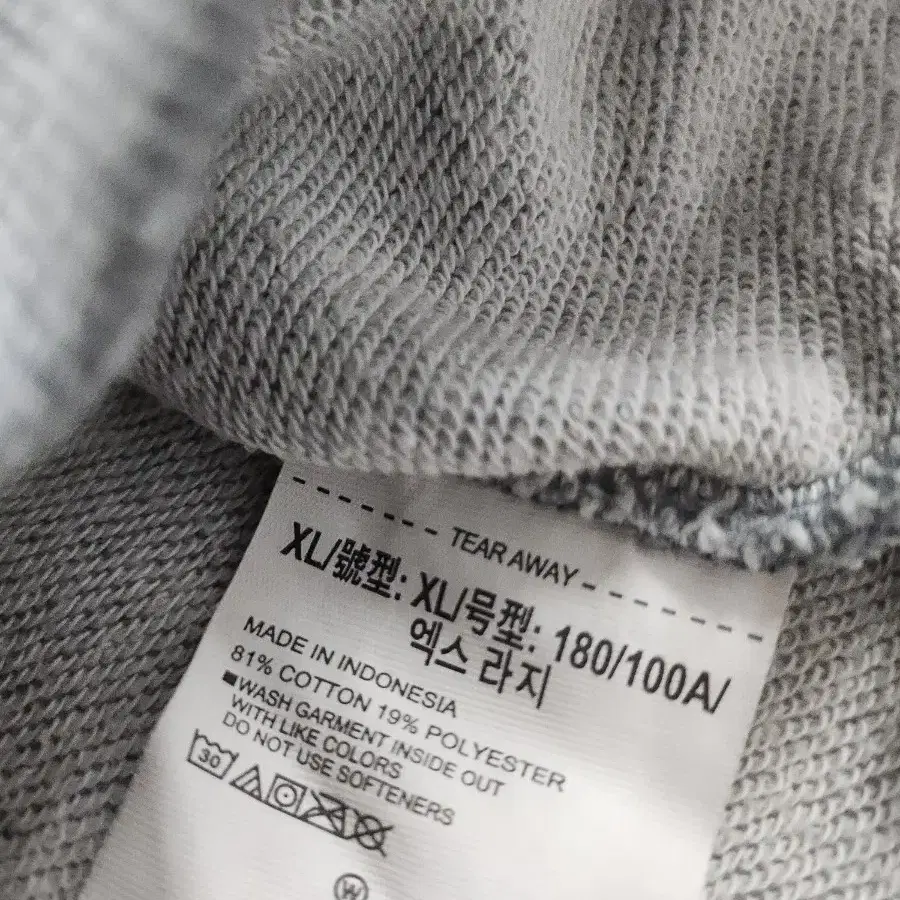 TEAR AWAY
XL/號型: XL/号型: 180/100A/
엑스 라지
MADE IN INDONESIA
81% COTTON 19% POLYESTER
WASH GARMENT INSIDE OUT
WITH LIKE COLORS
DO NOT USE SOFTENERS
30
W